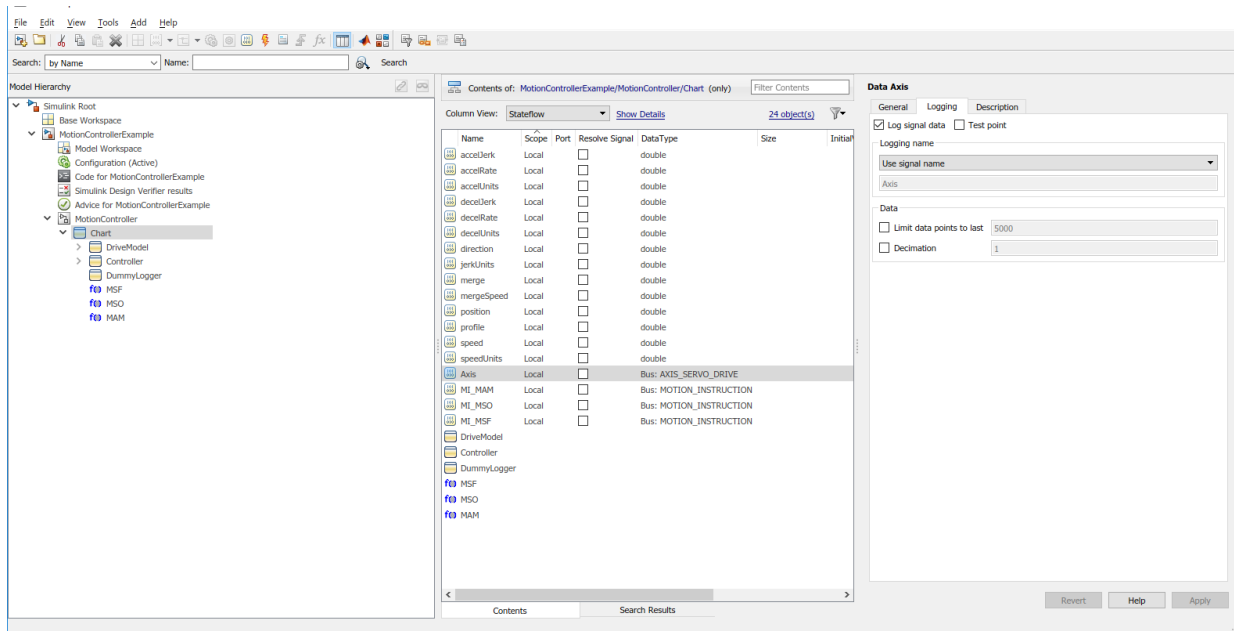 File Edit View Tools Add Help
Search: by Name Name: Search
Model Hierarchy
Simulink Root
Base Workspace
MotionControllerExample
Model Workspace
Configuration (Active)
Code for MotionControllerExample
Simulink Design Verifier results
Advice for MotionControllerExample
MotionController
Chart
DriveModel
Controller
DummyLogger
f() MSF
f() MSO
f() MAM
Contents of: MotionControllerExample/MotionController/Chart (only) Filter Contents
Column View: Stateflow Show Details 24 object(s)
Name Scope Port Resolve Signal DataType Size InitialV
accelJerk Local double
accelRate Local double
accelUnits Local double
decelJerk Local double
decelRate Local double
decelUnits Local double
direction Local double
jerkUnits Local double
merge Local double
mergeSpeed Local double
position Local double
profile Local double
speed Local double
speedUnits Local double
Axis Local Bus: AXIS_SERVO_DRIVE
MI_MAM Local Bus: MOTION_INSTRUCTION
MI_MSO Local Bus: MOTION_INSTRUCTION
MI_MSF Local Bus: MOTION_INSTRUCTION
DriveModel
Controller
DummyLogger
f() MSF
f() MSO
f() MAM
Contents Search Results
Data Axis
General Logging Description
Log signal data Test point
Logging name
Use signal name
Axis
Data
Limit data points to last 5000
Decimation 1
Revert Help Apply